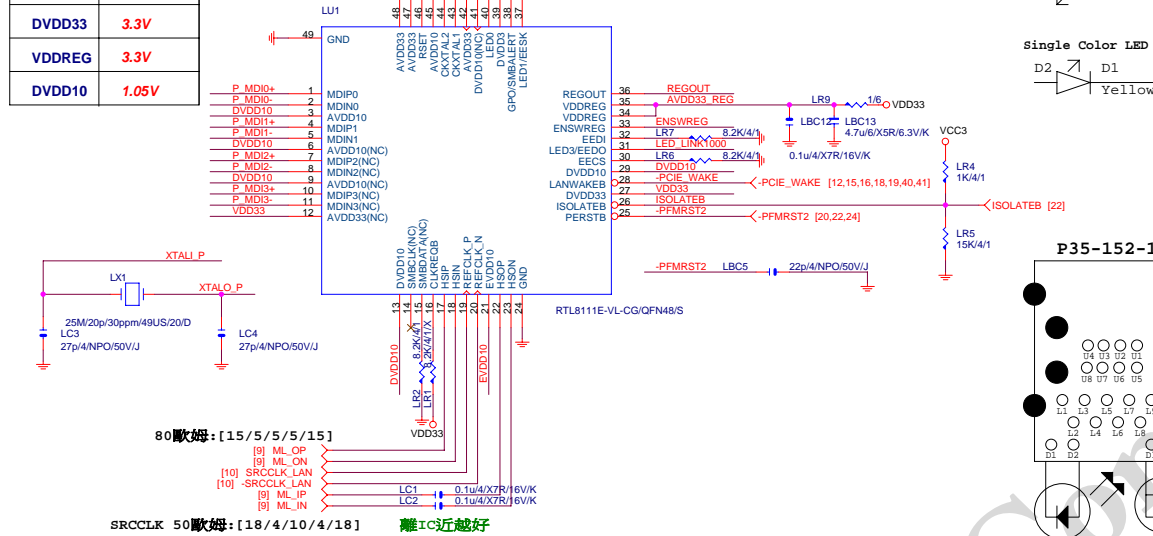 DVDD33 3.3V
VDDREG 3.3V
DVDD10 1.05V
LU1
48 47 46 45 44 43 42 41 40 39 38 37
AVDD33
AVDD33
RSET
AVDD10
CKXTAL2
CKXTAL1
AVDD33
DVDD10(NC)
LED0
DVDD33
GPO/SMBALERT
LED1/EESK
49 GND
P_MDI0+ 1 MDIP0
P_MDI0- 2 MDIN0
DVDD10 3 AVDD10
P_MDI1+ 4 MDIP1
P_MDI1- 5 MDIN1
DVDD10 6 AVDD10(NC)
P_MDI2+ 7 MDIP2(NC)
P_MDI2- 8 MDIN2(NC)
DVDD10 9 AVDD10(NC)
P_MDI3+ 10 MDIP3(NC)
P_MDI3- 11 MDIN3(NC)
VDD33 12 AVDD33(NC)
REGOUT 36 REGOUT
VDDREG 35 AVDD33_REG
VDDREG 34
ENSWREG 33 ENSWREG
EEDI 32 LR7 8.2K/4/1
LED3/EEDO 31 LED_LINK1000
EECS 30 LR6 8.2K/4/1
DVDD10 29 DVDD10
LANWAKEB 28 -PCIE_WAKE
-PCIE_WAKE [12,15,16,18,19,40,41]
DVDD33 27 VDD33
ISOLATEB 26 ISOLATEB
ISOLATEB [22]
PERSTB 25 -PFMRST2
-PFMRST2 [20,22,24]
LR9 1/6 VDD33
LBC12
0.1u/4/X7R/16V/K
LBC13
4.7u/6/X5R/6.3V/K
VCC3
LR4
1K/4/1
LR5
15K/4/1
-PFMRST2 LBC5 22p/4/NPO/50V/J
RTL8111E-VL-CG/QFN48/S
DVDD10
SMBCLK(NC)
SMBDATA(NC)
CLKREQB
HSIP
HSIN
REFCLK_P
REFCLK_N
EVDD10
HSOP
HSON
GND
13 14 15 16 17 18 19 20 21 22 23 24
DVDD10
8.2K/4/1
8.2K/4/1/X
LR2
LR1
EVDD10
VDD33
XTALI_P
LX1
XTALO_P
25M/20p/30ppm/49US/20/D
LC3
27p/4/NPO/50V/J
LC4
27p/4/NPO/50V/J
80歐姆:[15/5/5/5/15]
[9] ML_OP
[9] ML_ON
[10] SRCCLK_LAN
[10] -SRCCLK_LAN
[9] ML_IP LC1 0.1u/4/X7R/16V/K
[9] ML_IN LC2 0.1u/4/X7R/16V/K
SRCCLK 50歐姆:[18/4/10/4/18]
離IC近越好
Single Color LED
D2 D1
Yellow
P35-152-1
U4 U3 U2 U1
U8 U7 U6 U5
L1 L3 L5 L7
L2 L4 L6 L8
D1 D2